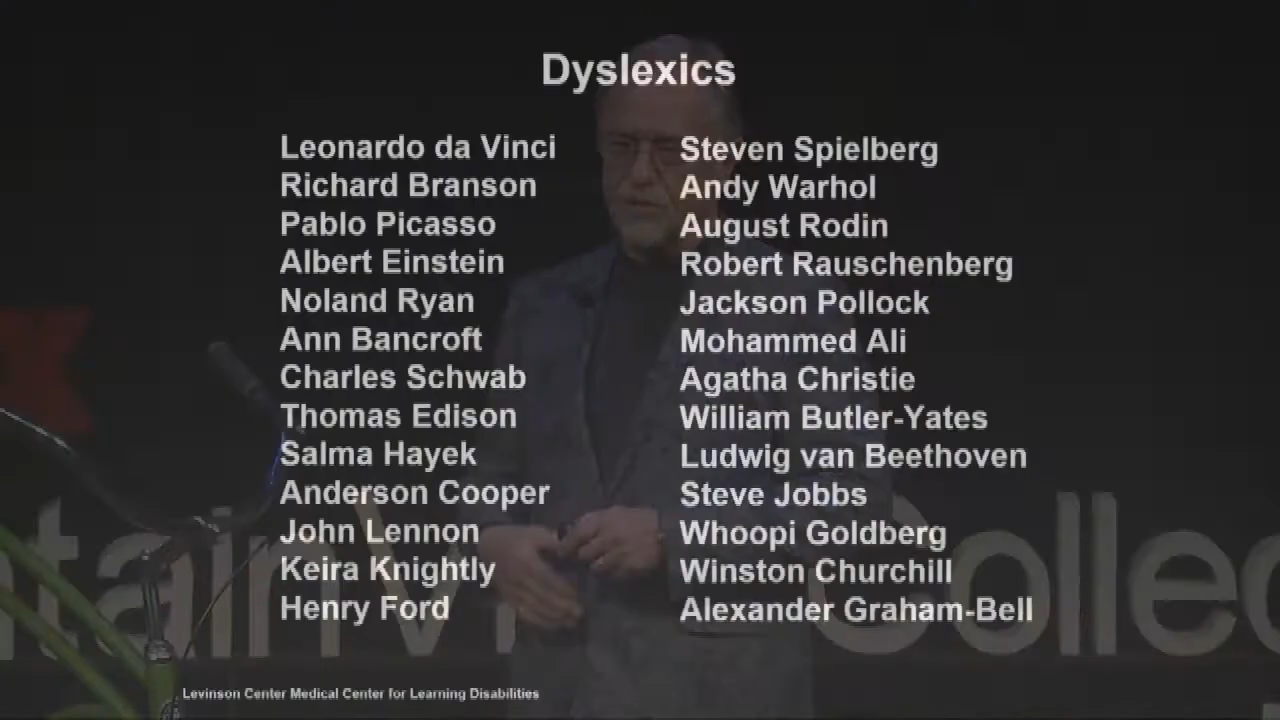 Dyslexics
Leonardo da Vinci
Richard Branson
Pablo Picasso
Albert Einstein
Noland Ryan
Ann Bancroft
Charles Schwab
Thomas Edison
Salma Hayek
Anderson Cooper
John Lennon
Keira Knightly
Henry Ford
Steven Spielberg
Andy Warhol
August Rodin
Robert Rauschenberg
Jackson Pollock
Mohammed Ali
Agatha Christie
William Butler-Yates
Ludwig van Beethoven
Steve Jobbs
Whoopi Goldberg
Winston Churchill
Alexander Graham-Bell
Levinson Center Medical Center for Learning Disabilities